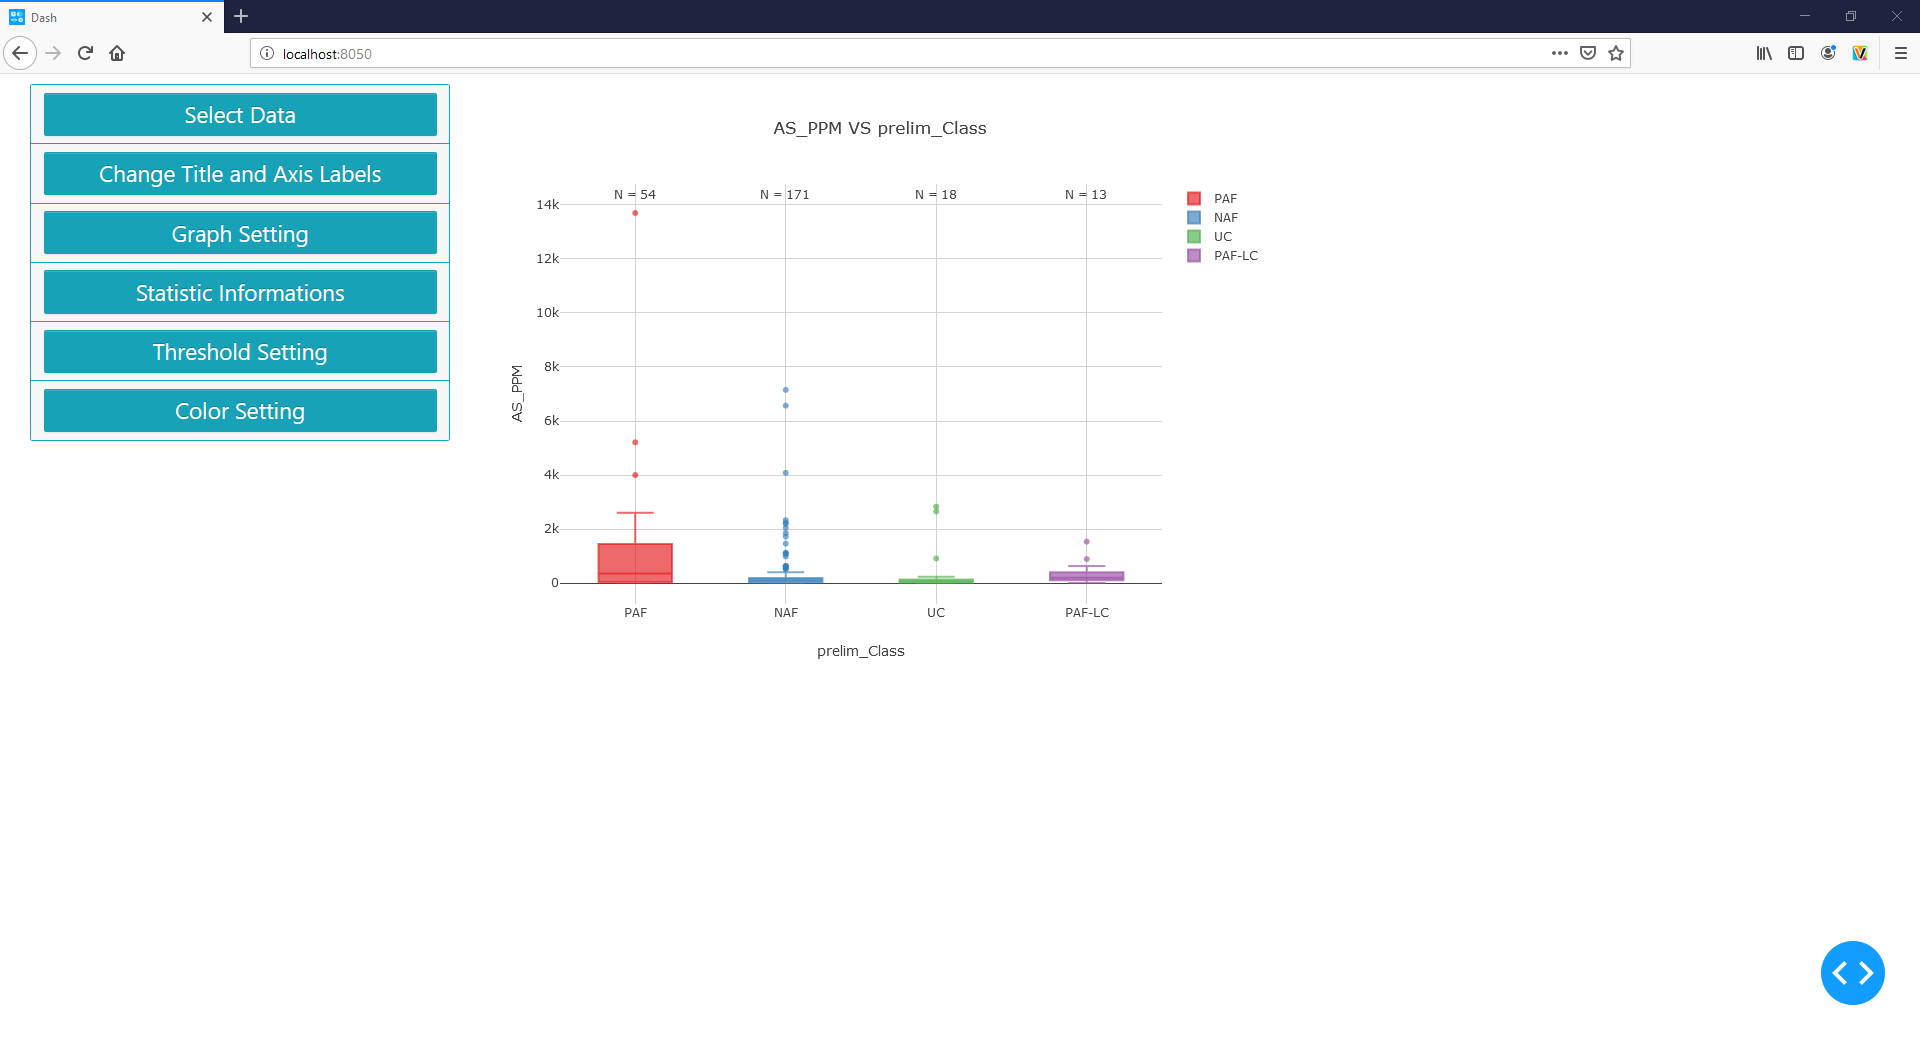 Dash
localhost:8050
Select Data
Change Title and Axis Labels
Graph Setting
Statistic Informations
Threshold Setting
Color Setting
AS_PPM VS prelim_Class
N = 54
N = 171
N = 18
N = 13
14k
12k
10k
8k
6k
4k
2k
0
AS_PPM
PAF
NAF
UC
PAF-LC
prelim_Class
PAF
NAF
UC
PAF-LC